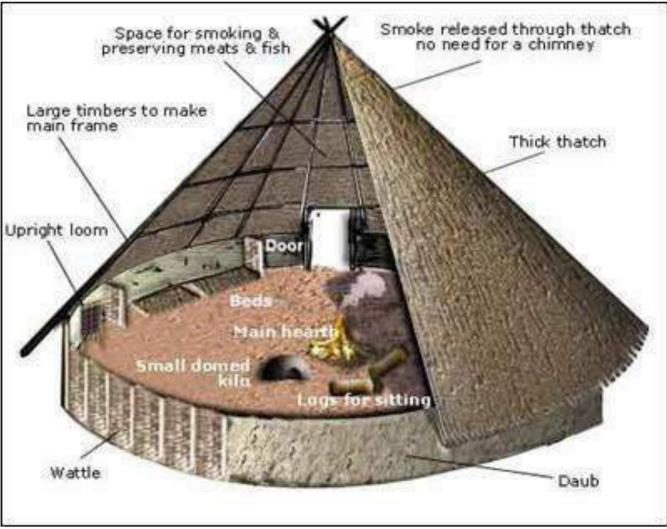 Space for smoking &
preserving meats & fish
Smoke released through thatch
no need for a chimney
Large timbers to make
main frame
Thick thatch
Upright loom
Door
Beds
Main hearth
Small domed
kiln
Logs for sitting
Wattle
Daub